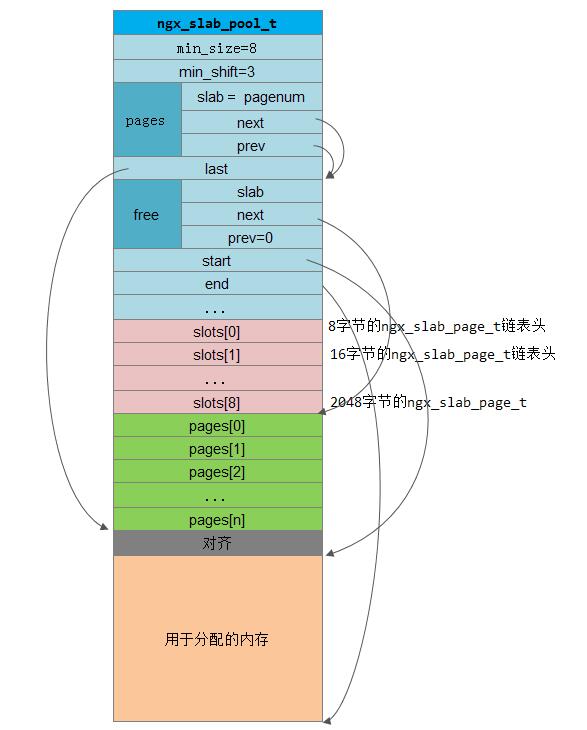 ngx_slab_pool_t
min_size=8
min_shift=3
pages
slab = pagenum
next
prev
last
free
slab
next
prev=0
start
end
...
slots[0]
8字节的ngx_slab_page_t链表头
slots[1]
16字节的ngx_slab_page_t链表头
...
slots[8]
2048字节的ngx_slab_page_t
pages[0]
pages[1]
pages[2]
...
pages[n]
对齐
用于分配的内存